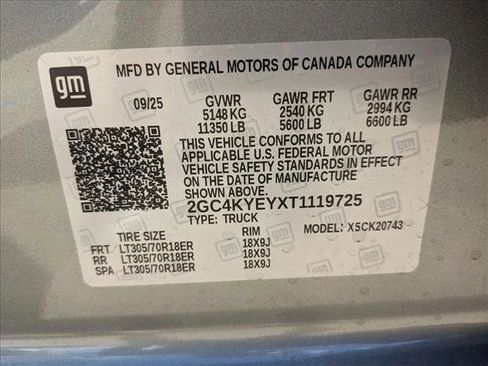 gm
MFD BY GENERAL MOTORS OF CANADA COMPANY
09/25 GVWR GAWR FRT GAWR RR
5148 KG 2540 KG 2994 KG
11350 LB 5600 LB 6600 LB
THIS VEHICLE CONFORMS TO ALL
APPLICABLE U.S. FEDERAL MOTOR
VEHICLE SAFETY STANDARDS IN EFFECT ON
THE DATE OF MANUFACTURE
SHOWN ABOVE.
2GC4KYEYXT1119725
TYPE: TRUCK MODEL: X5CK20743
TIRE SIZE RIM
FRT LT305/70R18ER 18X9J
RR LT305/70R18ER 18X9J
SPA LT305/70R18ER 18X9J